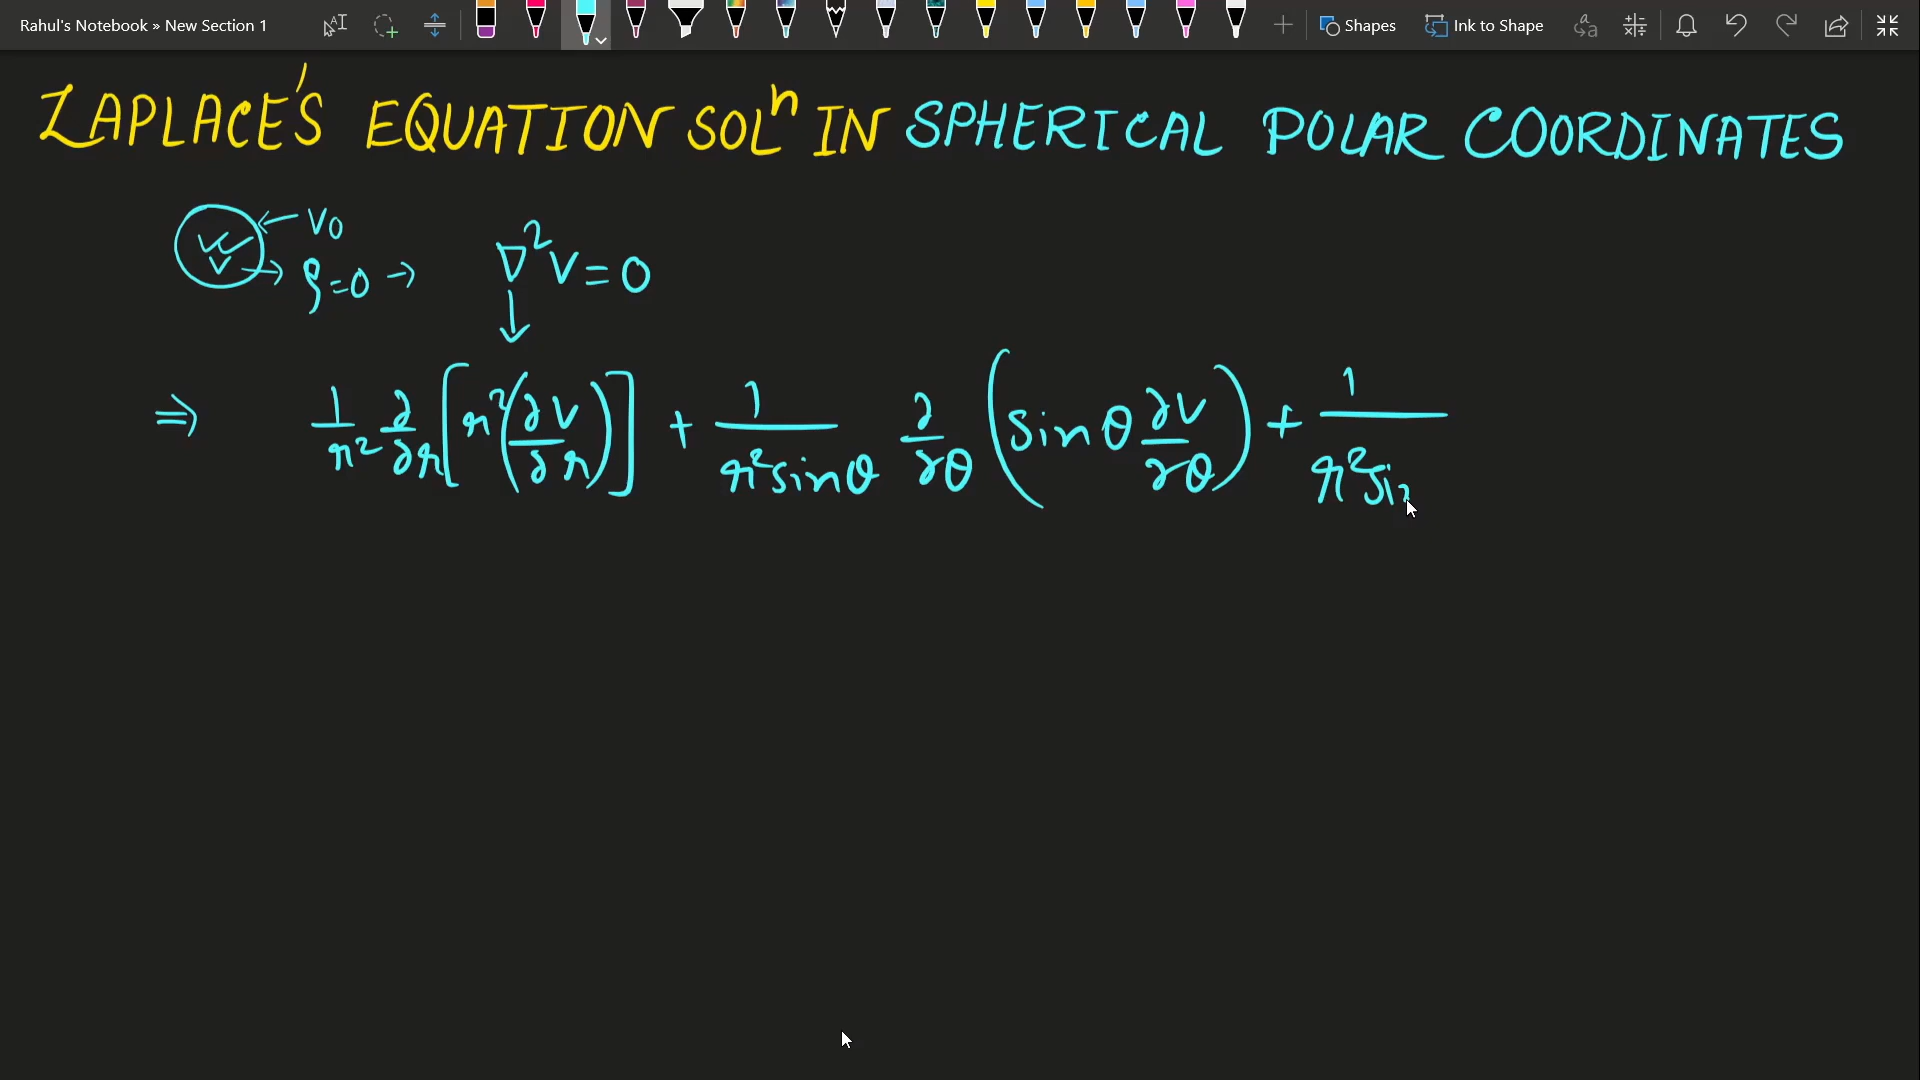 Rahul's Notebook » New Section 1 Shapes Ink to Shape
LAPLACE'S EQUATION SOLⁿ IN SPHERICAL POLAR COORDINATES
V₀
V
ρ=0 → ∇²V=0
⇒ 1/r² ∂/∂r [r²(∂V/∂r)] + 1/r²sinθ ∂/∂θ (sinθ ∂V/∂θ) + 1/r²sin